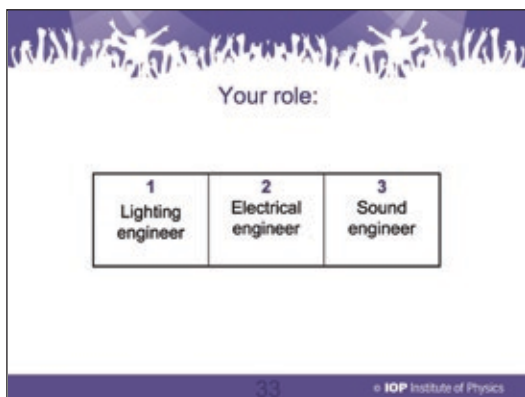 Your role:
1
Lighting
engineer
2
Electrical
engineer
3
Sound
engineer
33
© IOP Institute of Physics